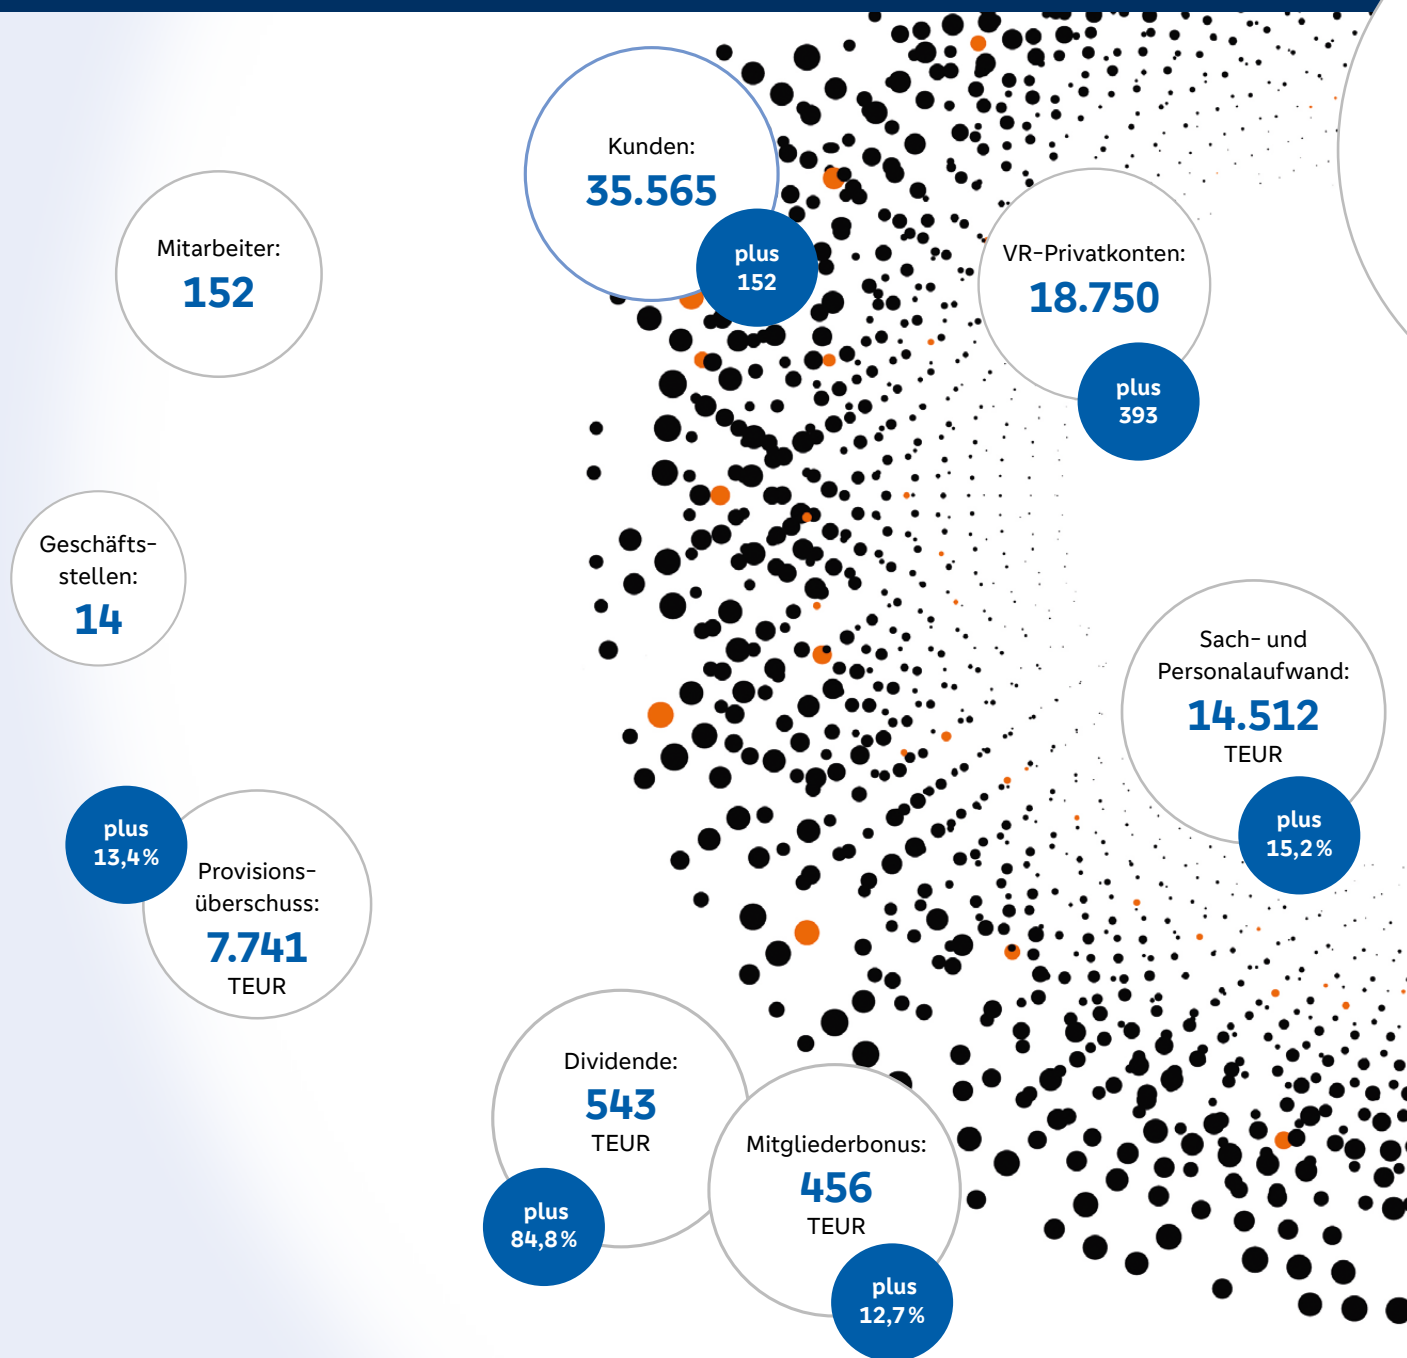 Kunden:
35.565
plus
152
Mitarbeiter:
152
VR-Privatkonten:
18.750
plus
393
Geschäfts-
stellen:
14
Sach- und
Personalaufwand:
14.512
TEUR
plus
15,2 %
plus
13,4 %
Provisions-
überschuss:
7.741
TEUR
Dividende:
543
TEUR
plus
84,8 %
Mitgliederbonus:
456
TEUR
plus
12,7 %